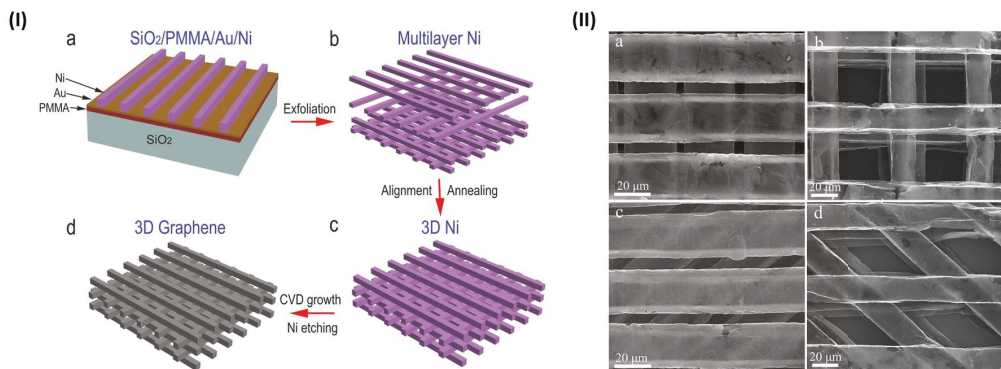 (I)
a
SiO2/PMMA/Au/Ni
Ni
Au
PMMA
SiO2
Exfoliation
b
Multilayer Ni
Alignment
Annealing
d
3D Graphene
CVD growth
Ni etching
c
3D Ni
(II)
a
20 μm
b
20 μm
c
20 μm
d
20 μm